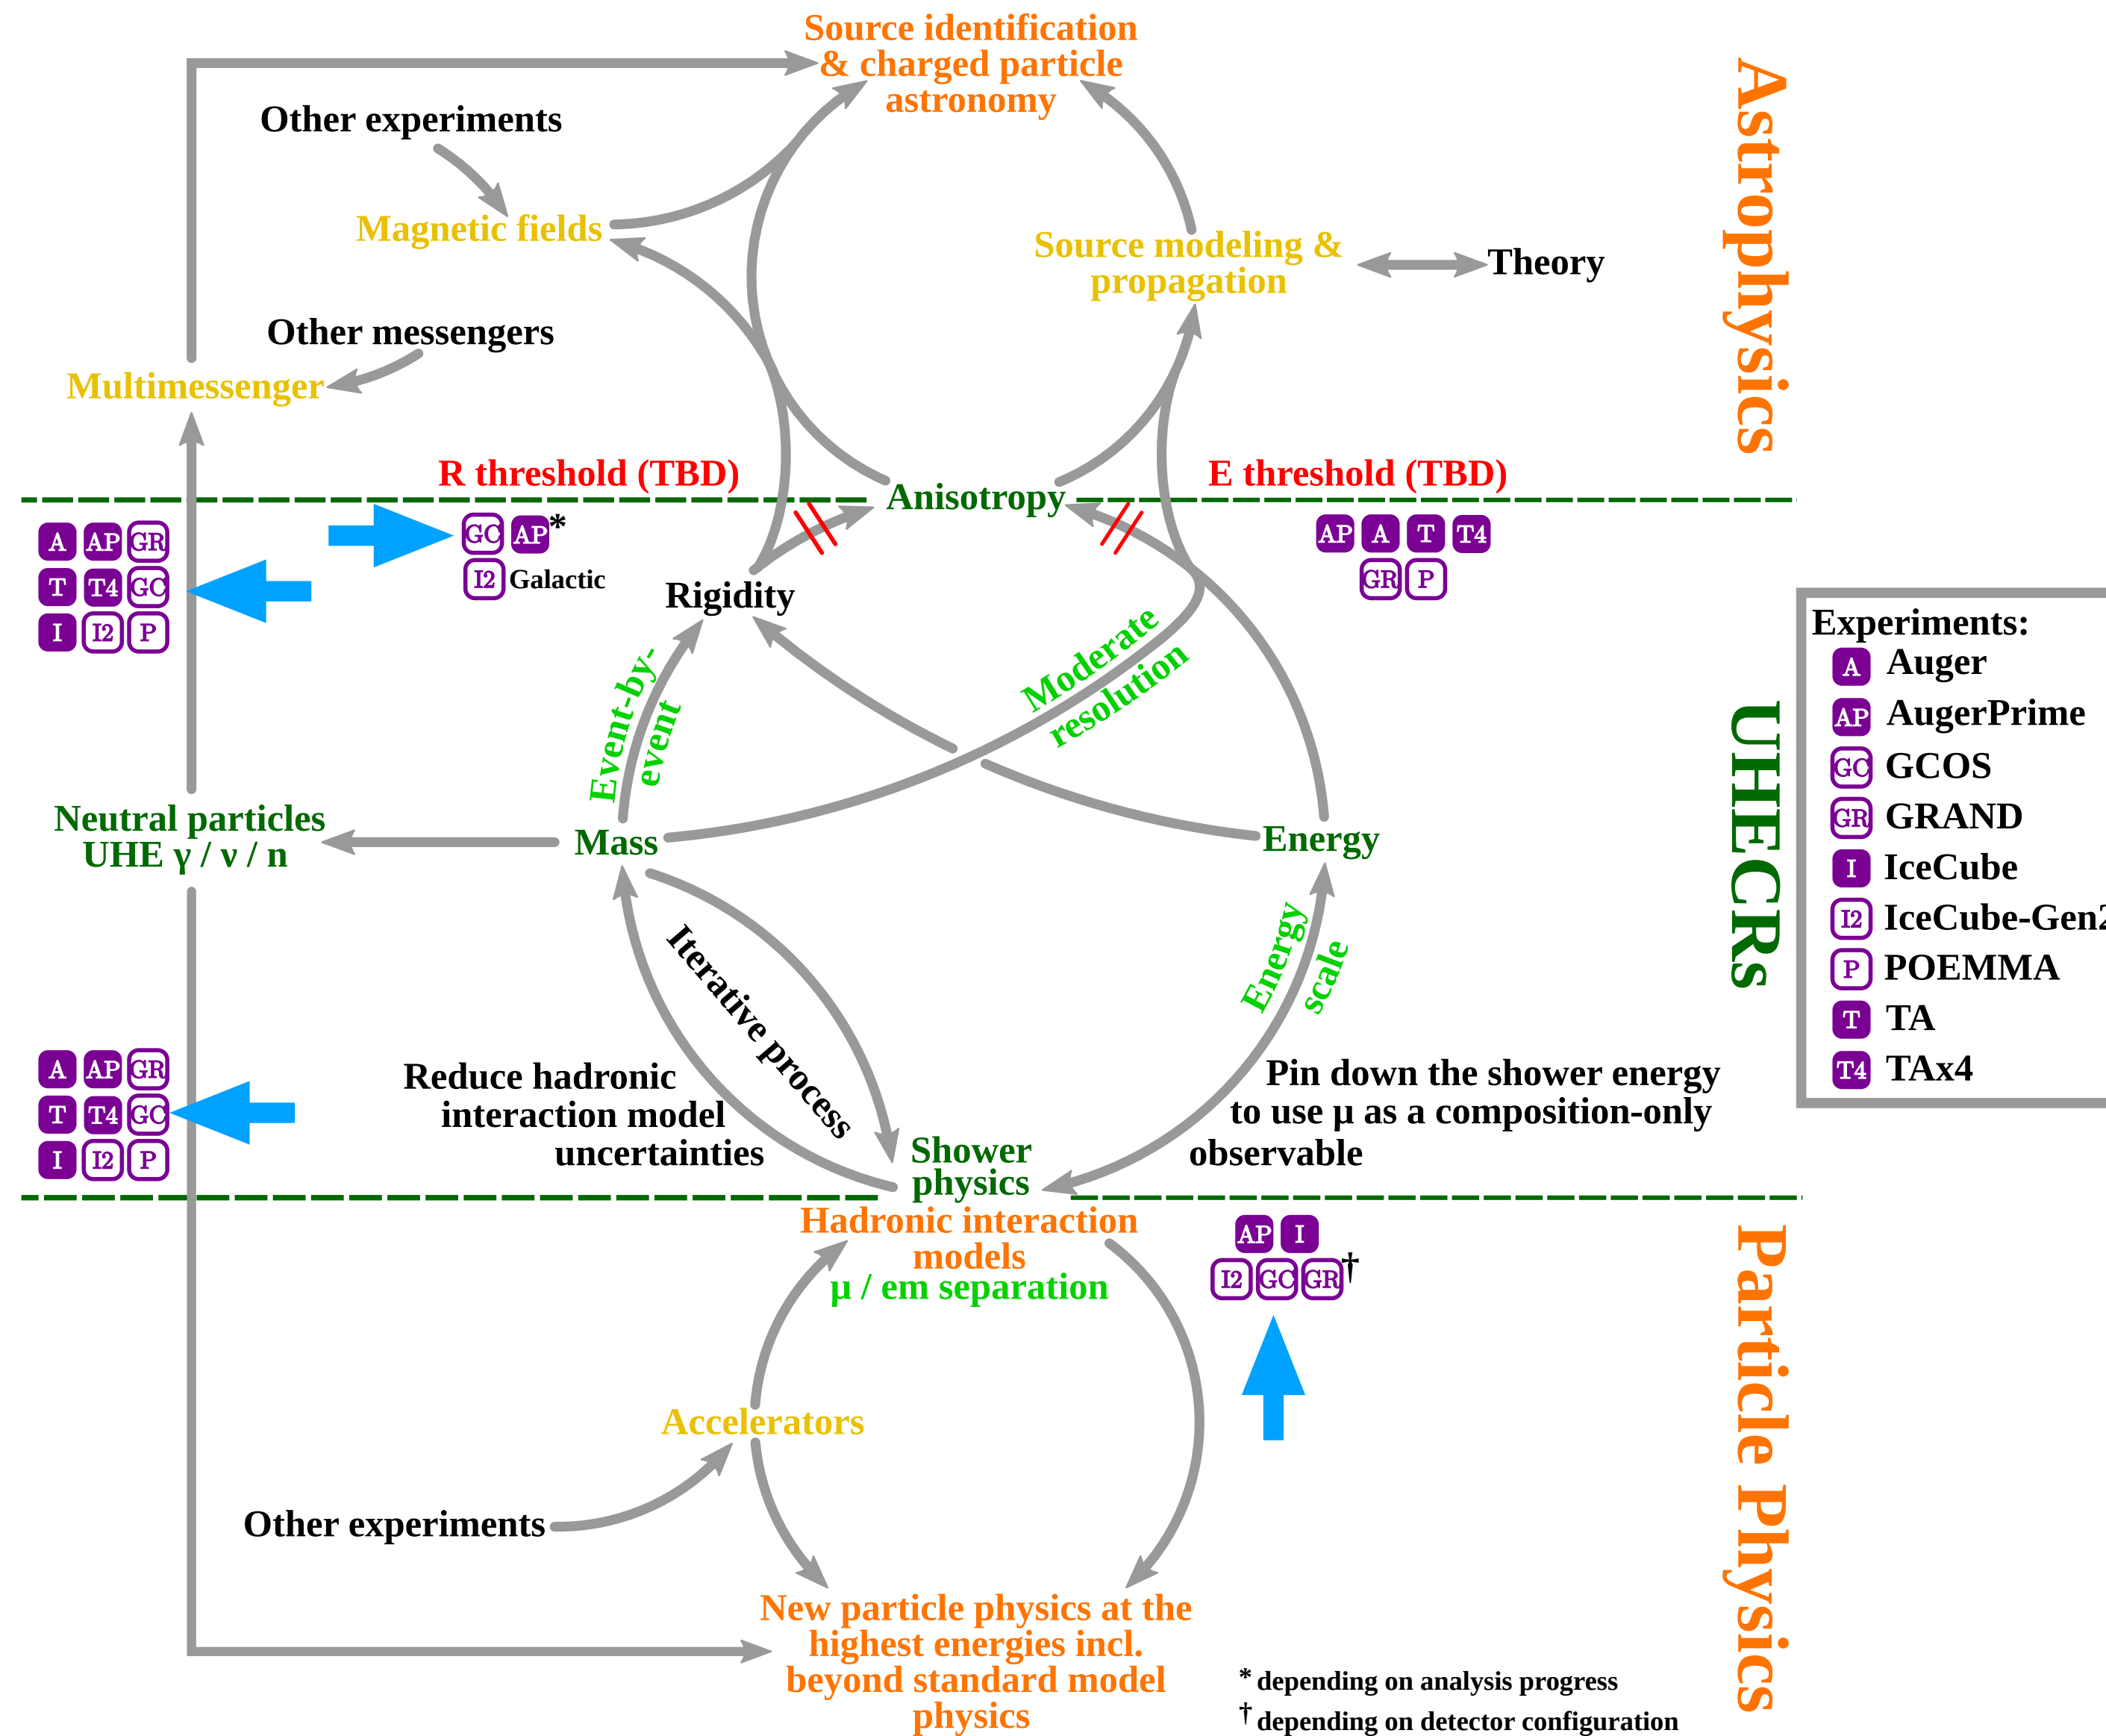 Source identification
& charged particle
astronomy
Astrophysics
Other experiments
Magnetic fields
Source modeling &
propagation
Theory
Other messengers
Multimessenger
R threshold (TBD)
E threshold (TBD)
Anisotropy
A AP GR
T T4 GC
I I2 P
GC AP*
I2 Galactic
AP A T T4
GR P
Rigidity
Event-by-
event
Moderate
resolution
UHECRs
Experiments:
A Auger
AP AugerPrime
GC GCOS
GR GRAND
I IceCube
I2 IceCube-Gen2
P POEMMA
T TA
T4 TAx4
Neutral particles
UHE γ / ν / n
Mass
Energy
Iterative process
Energy
scale
A AP GR
T T4 GC
I I2 P
Reduce hadronic
interaction model
uncertainties
Pin down the shower energy
to use μ as a composition-only
observable
Shower
physics
Hadronic interaction
models
μ / em separation
AP I
I2 GC GR†
Particle Physics
Accelerators
Other experiments
New particle physics at the
highest energies incl.
beyond standard model
physics
* depending on analysis progress
† depending on detector configuration